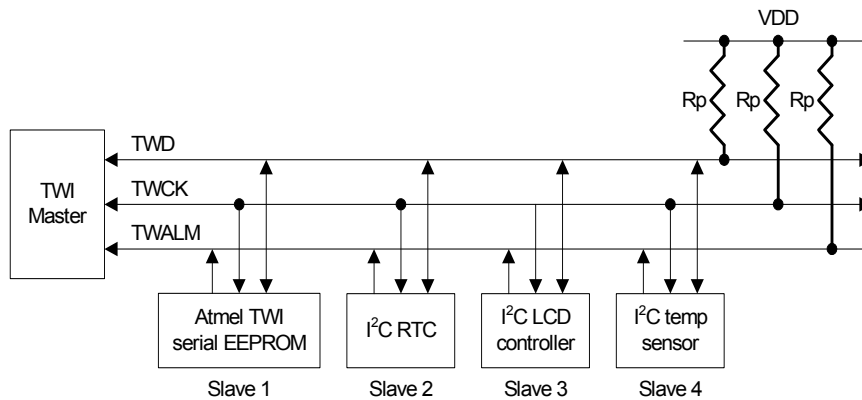 VDD
Rp Rp Rp
TWD
TWI
Master
TWCK
TWALM
Atmel TWI
serial EEPROM
I²C RTC
I²C LCD
controller
I²C temp
sensor
Slave 1 Slave 2 Slave 3 Slave 4